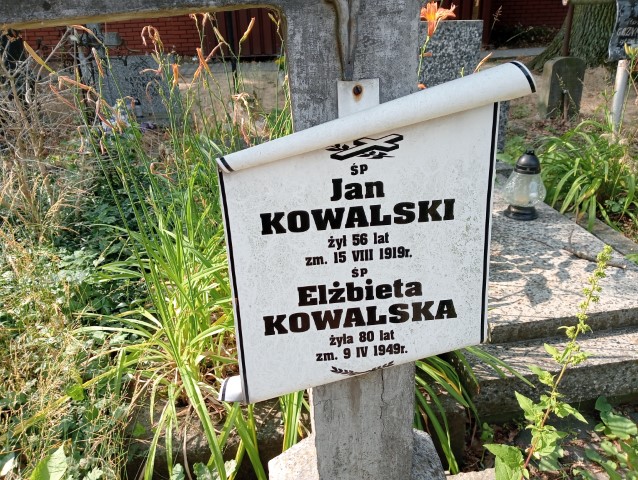 ŚP
Jan
KOWALSKI
żył 56 lat
zm. 15 VIII 1919r.
ŚP
Elżbieta
KOWALSKA
żyła 80 lat
zm. 9 IV 1949r.